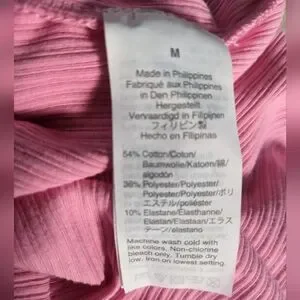 M
Made in Philippines
Fabriqué aux Philippines
In Den Philippinen
Hergestellt
Vervaardigd in Filipijnen
フィリピン製
Hecho en Filipinas
54% Cotton/Coton/
Baumwolle/Katoen/綿/
algodón
36% Polyester/Polyester/
Polyester/Polyester/ポリ
エステル/poliéster
10% Elastane/Élasthanne/
Elastan/Elastaan/エラス
テーン/elastano
Machine wash cold with
like colors. Non-chlorine
bleach only. Tumble dry
low. Iron on lowest setting.